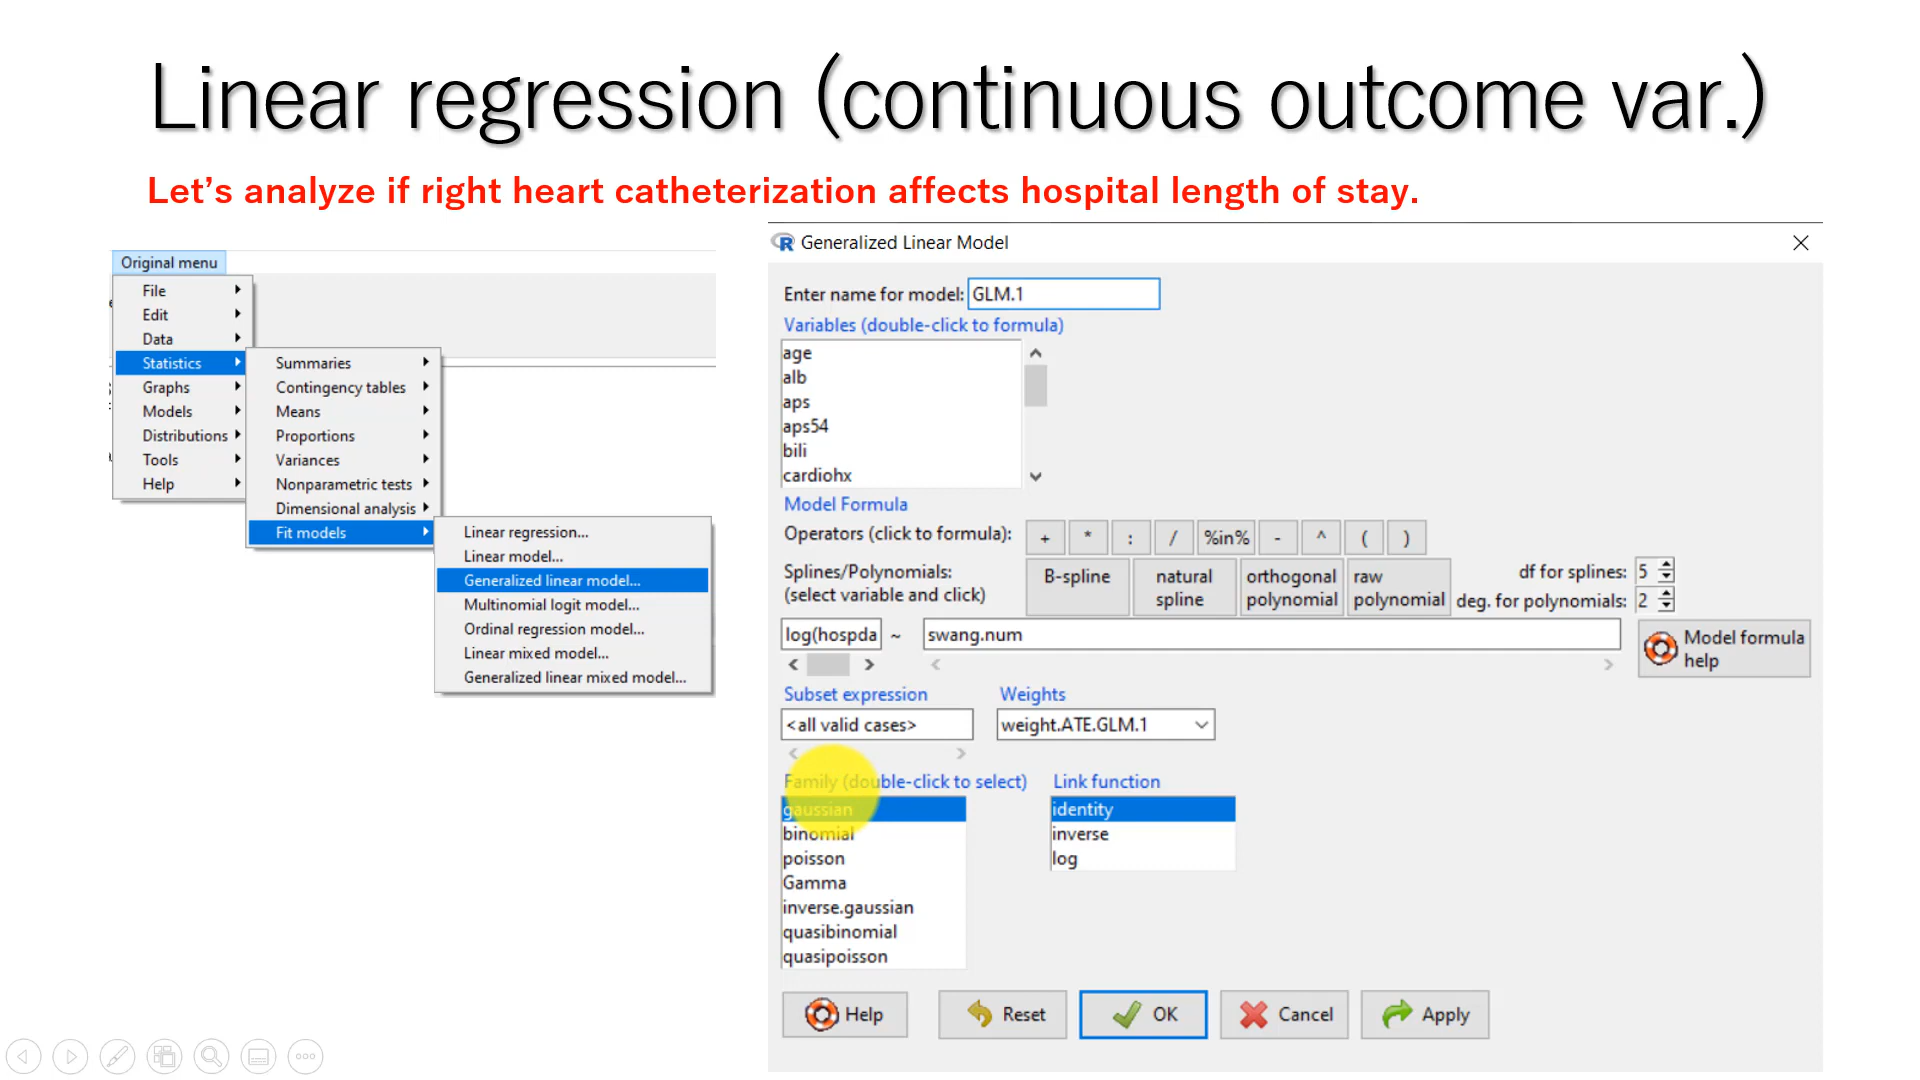 Linear regression (continuous outcome var.)
Let's analyze if right heart catheterization affects hospital length of stay.
Original menu
File
Edit
Data
Statistics
Graphs
Models
Distributions
Tools
Help
Summaries
Contingency tables
Means
Proportions
Variances
Nonparametric tests
Dimensional analysis
Fit models
Linear regression...
Linear model...
Generalized linear model...
Multinomial logit model...
Ordinal regression model...
Linear mixed model...
Generalized linear mixed model...
R Generalized Linear Model
Enter name for model: GLM.1
Variables (double-click to formula)
age
alb
aps
aps54
bili
cardiohx
Model Formula
Operators (click to formula): + * : / %in% - ^ ( )
Splines/Polynomials:
(select variable and click)
B-spline
natural
spline
orthogonal
polynomial
raw
polynomial
df for splines: 5
deg. for polynomials: 2
log(hospda ~ swang.num
Model formula
help
Subset expression
<all valid cases>
Weights
weight.ATE.GLM.1
Family (double-click to select)
gaussian
binomial
poisson
Gamma
inverse.gaussian
quasibinomial
quasipoisson
Link function
identity
inverse
log
Help
Reset
OK
Cancel
Apply